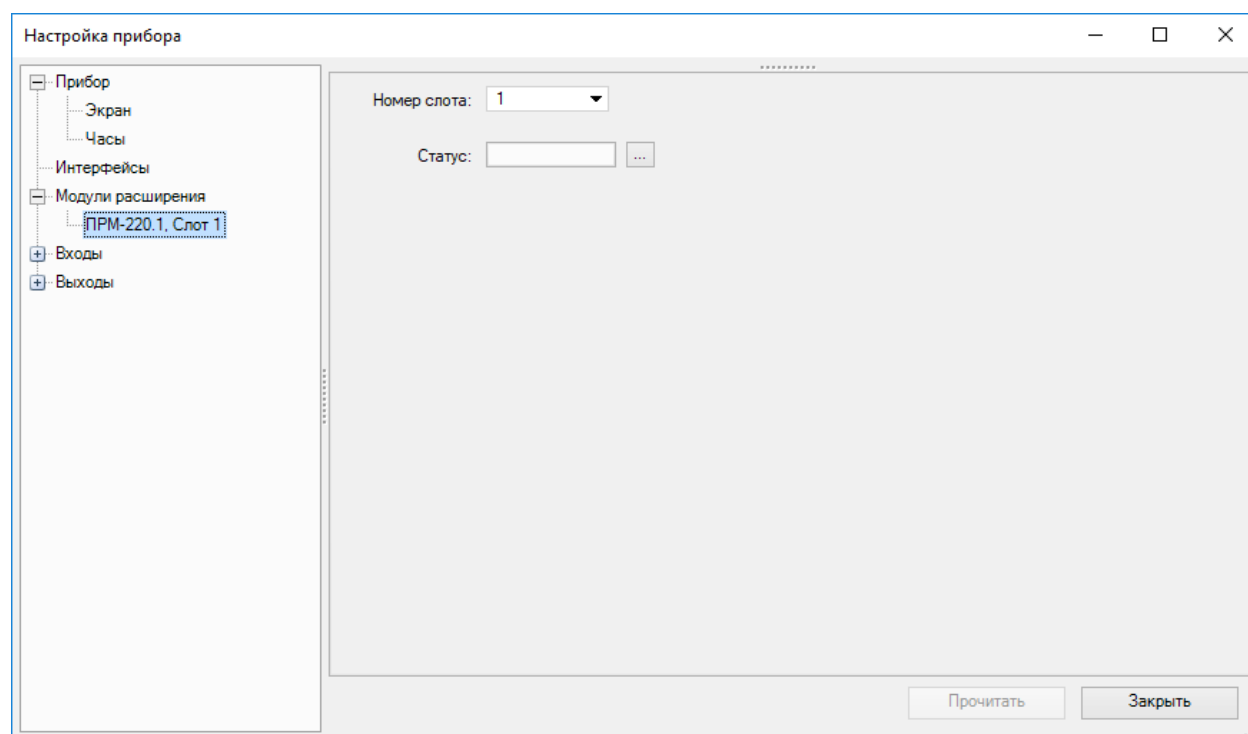 Настройка прибора
Прибор
Экран
Часы
Интерфейсы
Модули расширения
ПРМ-220.1, Слот 1
Входы
Выходы
Номер слота: 1
Статус: ...
Прочитать Закрыть